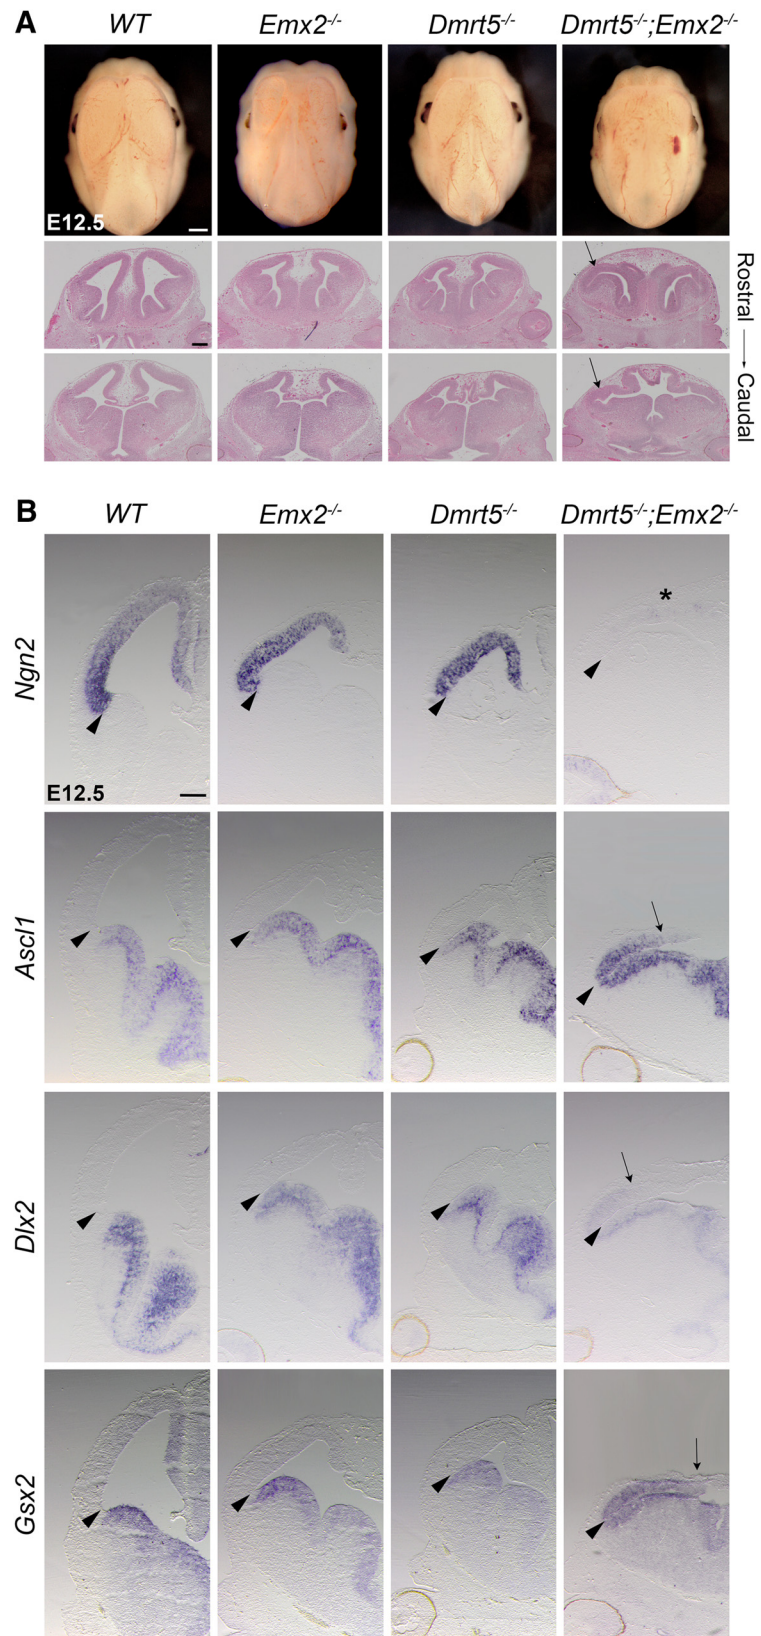 A
WT Emx2-/- Dmrt5-/- Dmrt5-/-;Emx2-/-
E12.5
Rostral → Caudal
B
WT Emx2-/- Dmrt5-/- Dmrt5-/-;Emx2-/-
Ngn2
*
E12.5
Ascl1
Dlx2
Gsx2